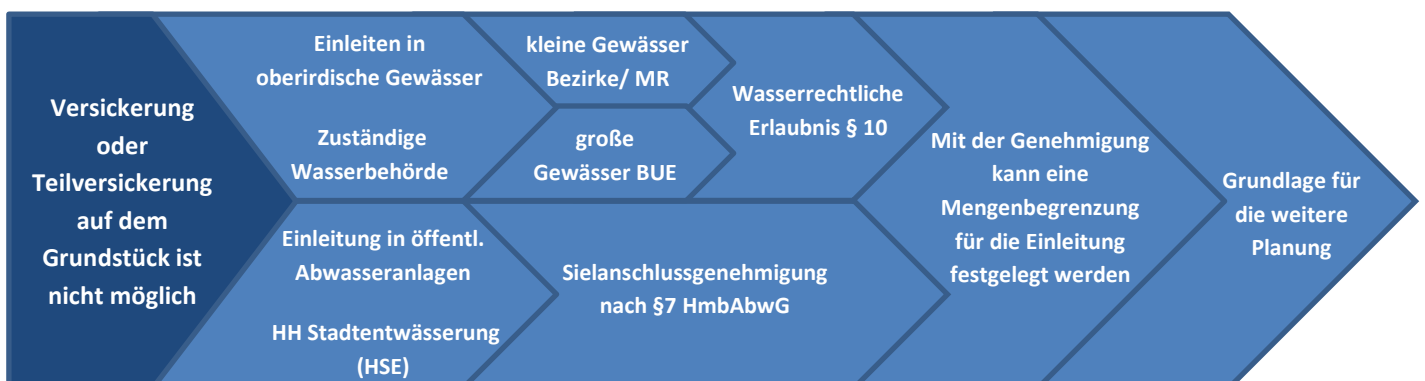 Versickerung
oder
Teilversickerung
auf dem
Grundstück ist
nicht möglich
Einleiten in
oberirdische Gewässer
Zuständige
Wasserbehörde
kleine Gewässer
Bezirke/ MR
große
Gewässer BUE
Wasserrechtliche
Erlaubnis § 10
Einleitung in öffentl.
Abwasseranlagen
HH Stadtentwässerung
(HSE)
Sielanschlussgenehmigung
nach §7 HmbAbwG
Mit der Genehmigung
kann eine
Mengenbegrenzung
für die Einleitung
festgelegt werden
Grundlage für
die weitere
Planung